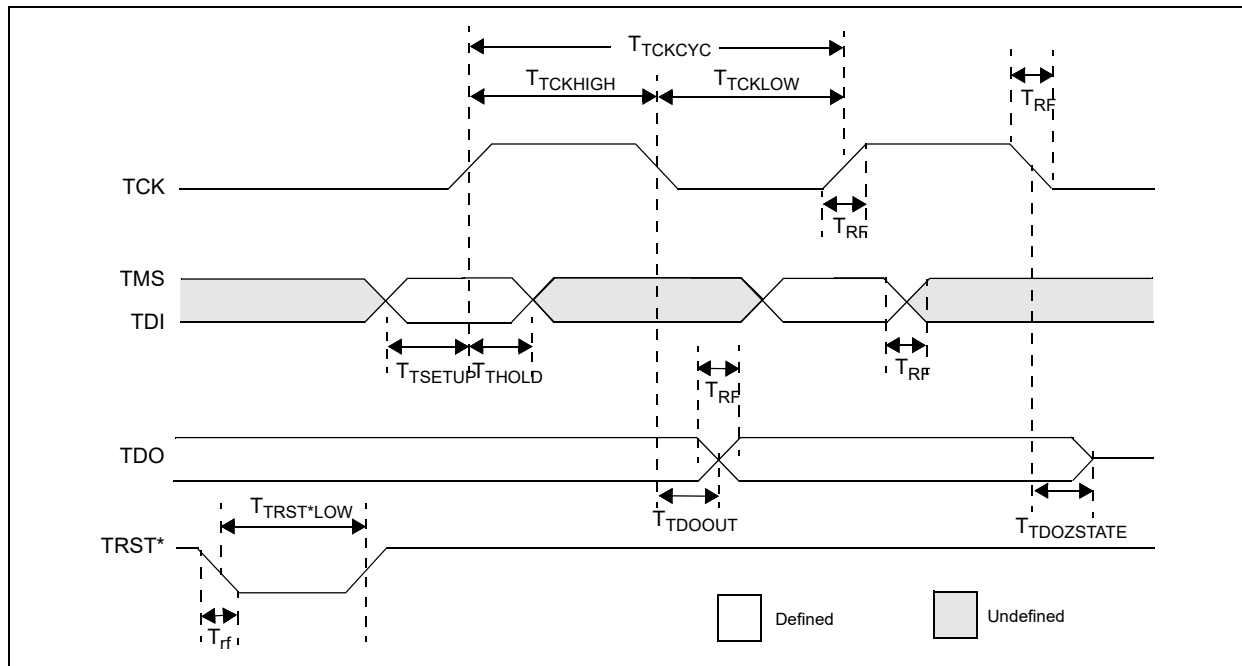 TTCKCYC
TTCKHIGH TTCKLOW
TRF
TCK
TRF
TMS
TDI
TTSETUP TTHOLD
TRF
TRF
TDO
TTDOOUT
TTDOZSTATE
TTRST*LOW
TRST*
Trf
Defined
Undefined